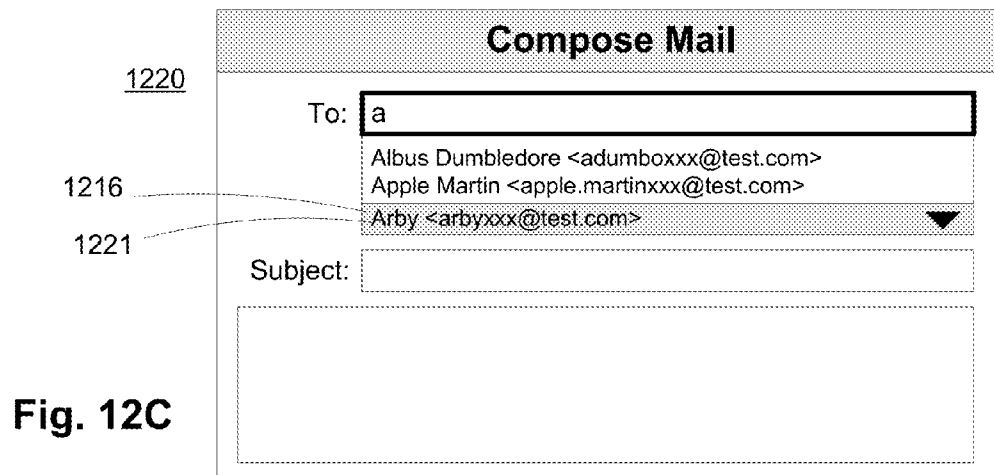 Compose Mail
1220
To: a
Albus Dumbledore <adumboxxx@test.com>
Apple Martin <apple.martinxxx@test.com>
1216
Arby <arbyxxx@test.com>
1221
Subject:
Fig. 12C